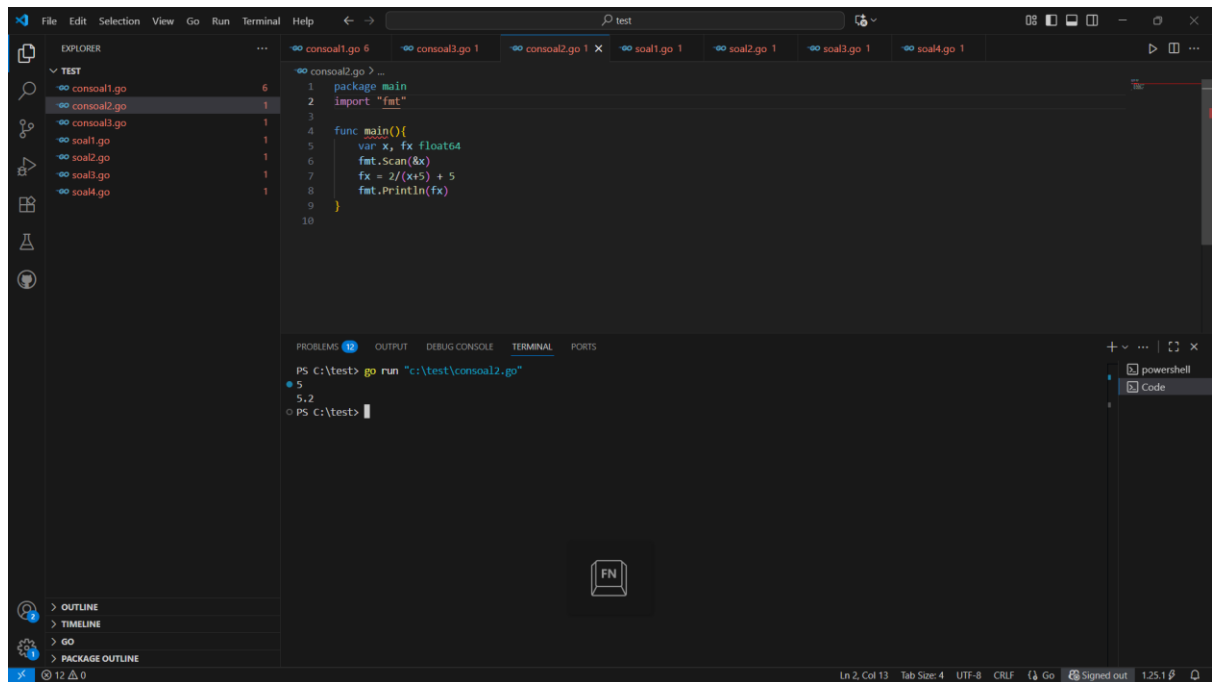 File Edit Selection View Go Run Terminal Help
test
EXPLORER
TEST
consoal1.go 6
consoal2.go 1
consoal3.go 1
soal1.go 1
soal2.go 1
soal3.go 1
soal4.go 1
OUTLINE
TIMELINE
GO
PACKAGE OUTLINE
consoal1.go 6 consoal3.go 1 consoal2.go 1 soal1.go 1 soal2.go 1 soal3.go 1 soal4.go 1
consoal2.go > ...
1 package main
2 import "fmt"
3
4 func main(){
5 var x, fx float64
6 fmt.Scan(&x)
7 fx = 2/(x+5) + 5
8 fmt.Println(fx)
9 }
10
PROBLEMS 12 OUTPUT DEBUG CONSOLE TERMINAL PORTS
PS C:\test> go run "c:\test\consoal2.go"
5
5.2
PS C:\test>
powershell
Code
FN
2
1
12 0 Ln 2, Col 13 Tab Size: 4 UTF-8 CRLF Go Signed out 1.25.1